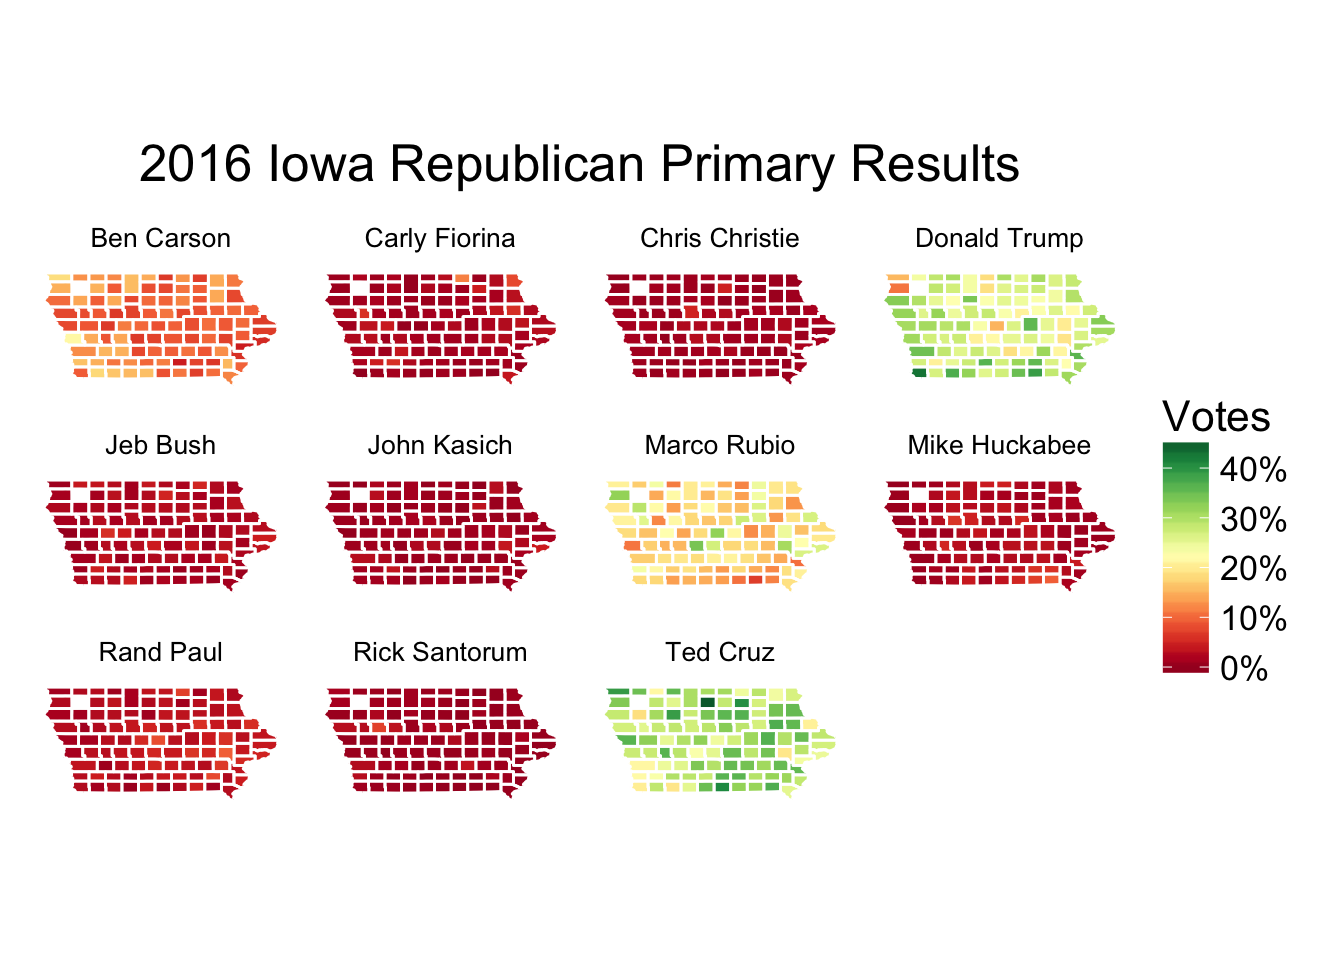 2016 Iowa Republican Primary Results
Ben Carson
Carly Fiorina
Chris Christie
Donald Trump
Jeb Bush
John Kasich
Marco Rubio
Mike Huckabee
Rand Paul
Rick Santorum
Ted Cruz
Votes
40%
30%
20%
10%
0%